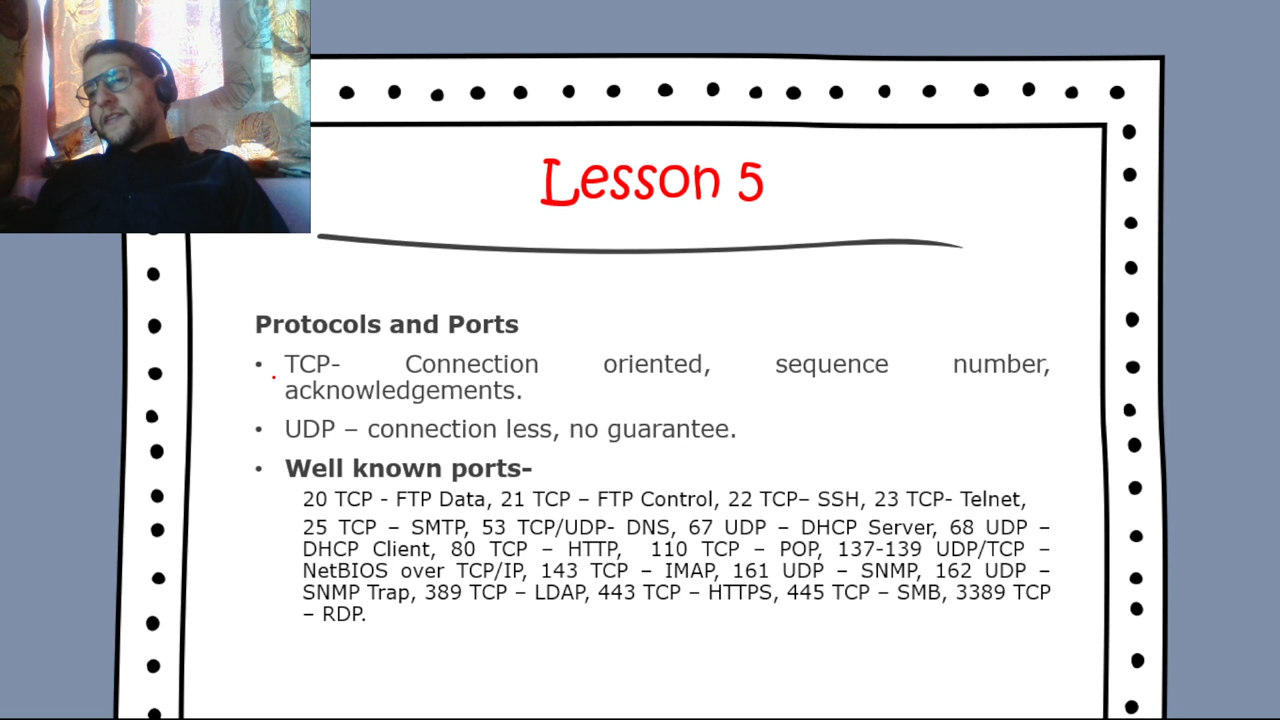 Lesson 5
Protocols and Ports
• TCP- Connection oriented, sequence number,
acknowledgements.
• UDP – connection less, no guarantee.
• Well known ports-
20 TCP - FTP Data, 21 TCP – FTP Control, 22 TCP– SSH, 23 TCP- Telnet,
25 TCP – SMTP, 53 TCP/UDP- DNS, 67 UDP – DHCP Server, 68 UDP –
DHCP Client, 80 TCP – HTTP, 110 TCP – POP, 137-139 UDP/TCP –
NetBIOS over TCP/IP, 143 TCP – IMAP, 161 UDP – SNMP, 162 UDP –
SNMP Trap, 389 TCP – LDAP, 443 TCP – HTTPS, 445 TCP – SMB, 3389 TCP
– RDP.